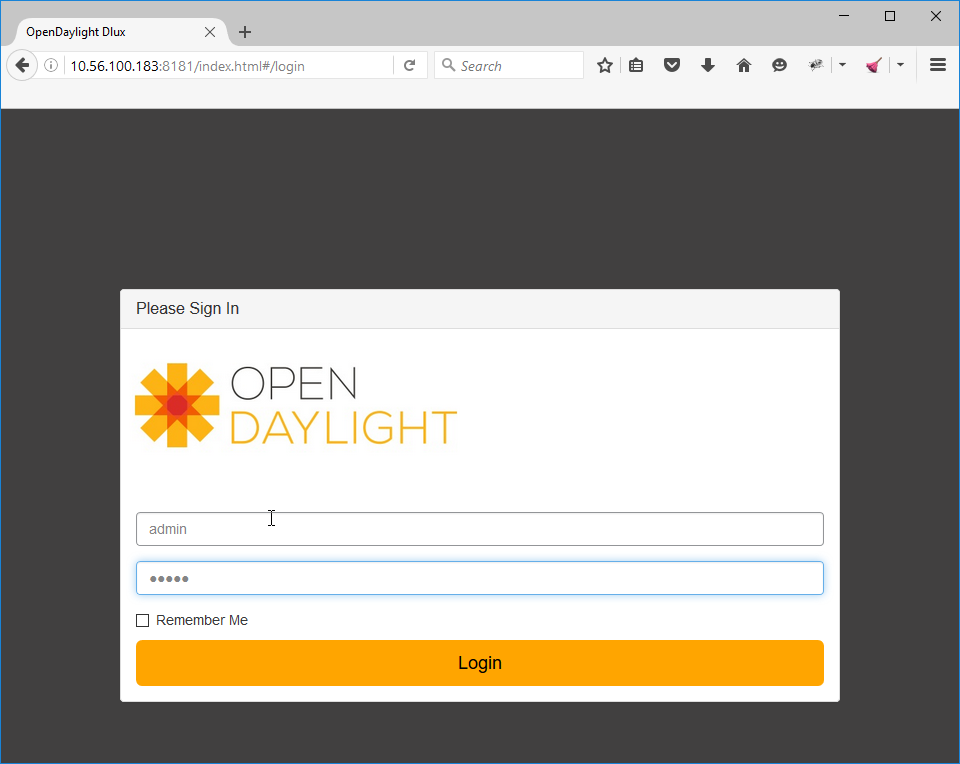 OpenDaylight Dlux
10.56.100.183:8181/index.html#/login
Search
Please Sign In
OPEN
DAYLIGHT
admin
●●●●●
Remember Me
Login